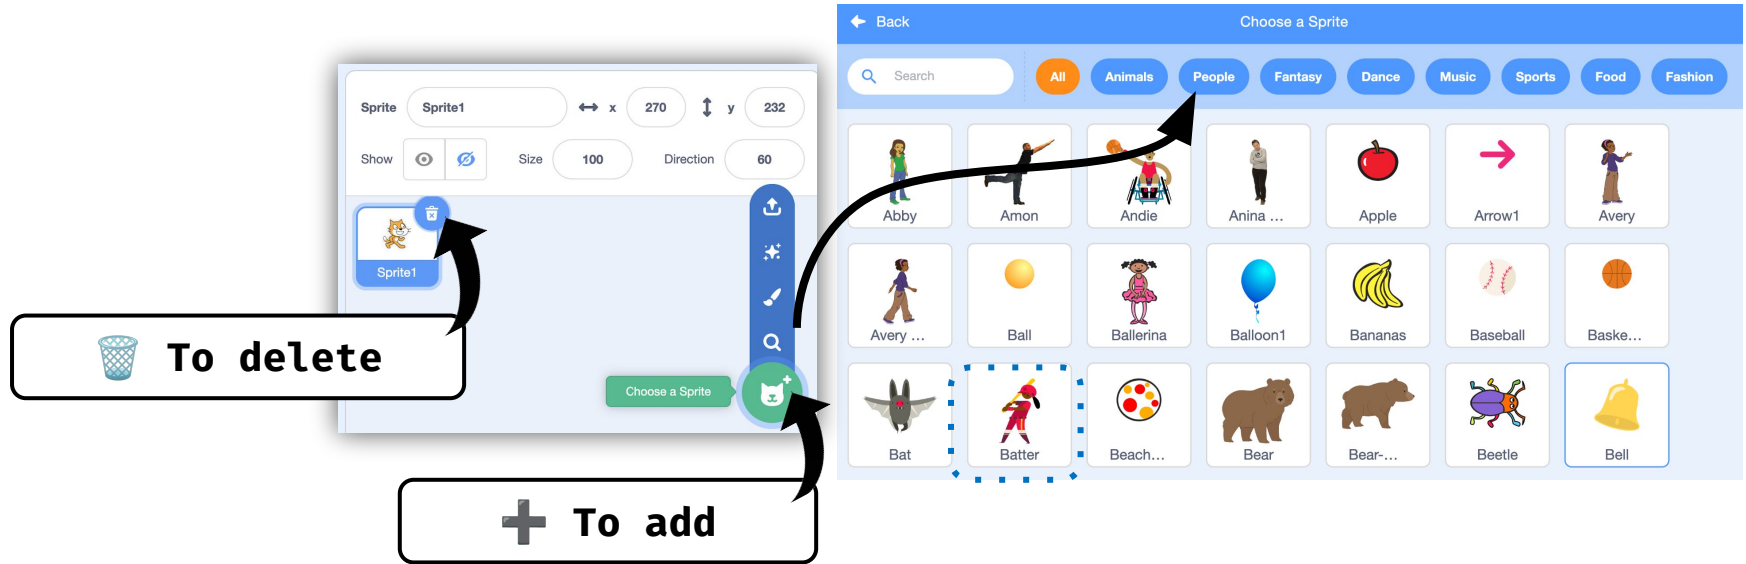 Sprite Sprite1 x 270 y 232
Show Size 100 Direction 60
Sprite1
Choose a Sprite
To delete
To add
Back Choose a Sprite
Search All Animals People Fantasy Dance Music Sports Food Fashion
Abby Amon Andie Anina ... Apple Arrow1 Avery
Avery ... Ball Ballerina Balloon1 Bananas Baseball Baske...
Bat Batter Beach... Bear Bear-... Beetle Bell